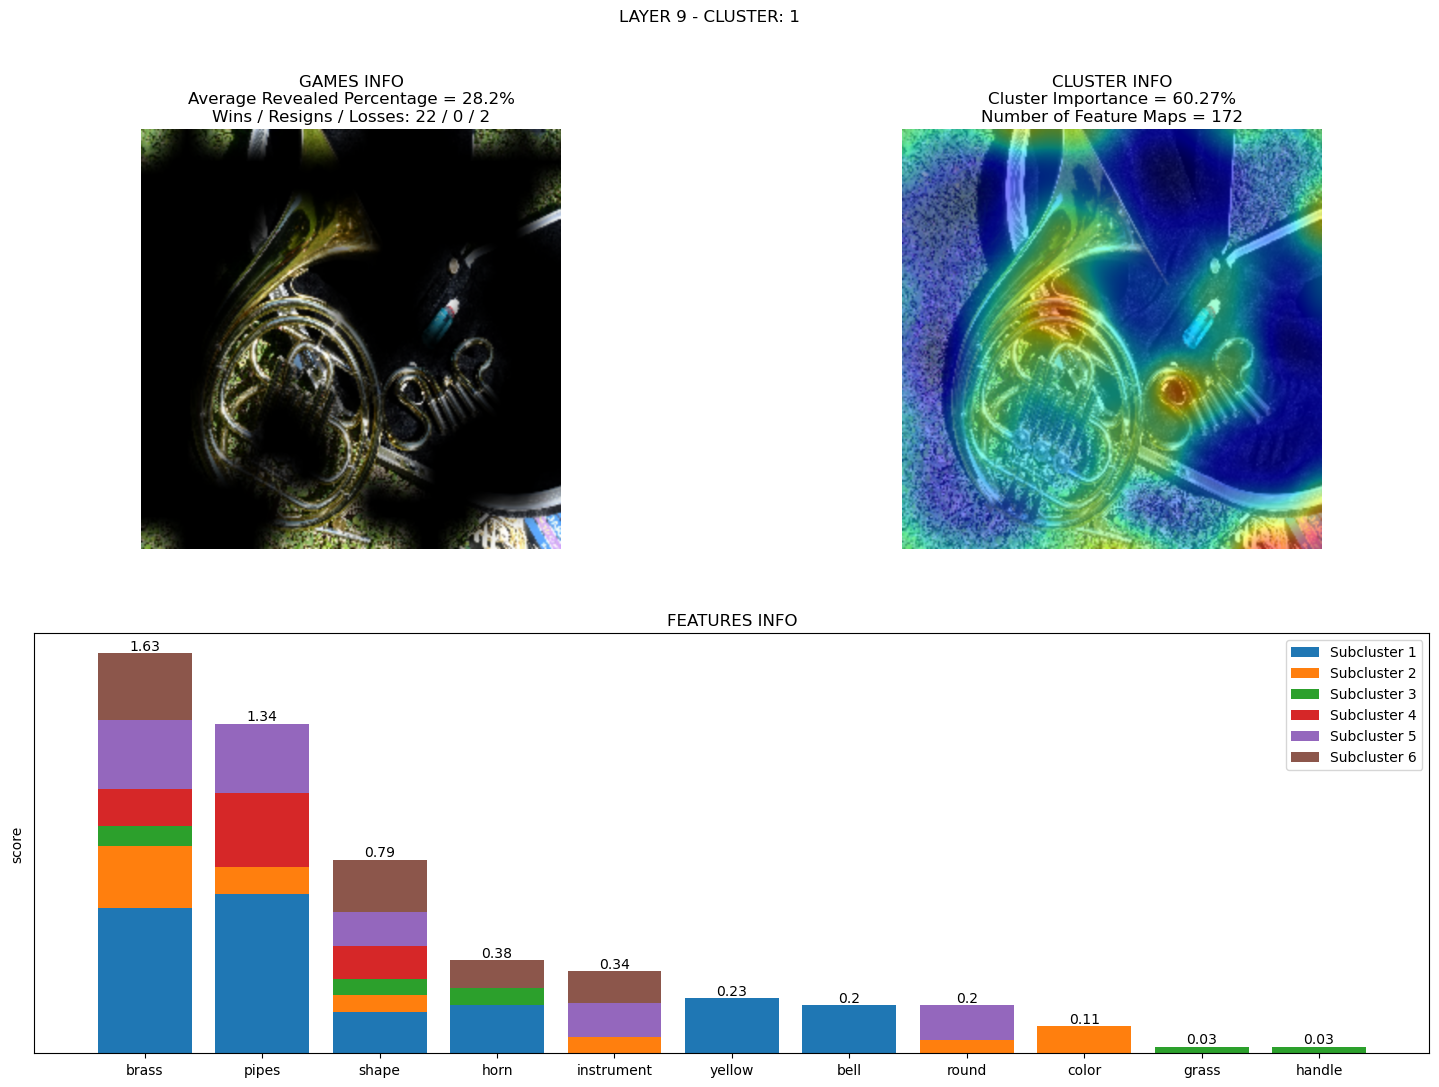 LAYER 9 - CLUSTER: 1
GAMES INFO
Average Revealed Percentage = 28.2%
Wins / Resigns / Losses: 22 / 0 / 2
CLUSTER INFO
Cluster Importance = 60.27%
Number of Feature Maps = 172
FEATURES INFO
score
1.63
1.34
0.79
0.38
0.34
0.23
0.2
0.2
0.11
0.03
0.03
Subcluster 1
Subcluster 2
Subcluster 3
Subcluster 4
Subcluster 5
Subcluster 6
brass
pipes
shape
horn
instrument
yellow
bell
round
color
grass
handle